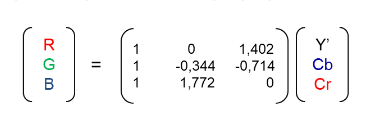 R = 1 0 1,402 Y'
G 1 -0,344 -0,714 Cb
B 1 1,772 0 Cr